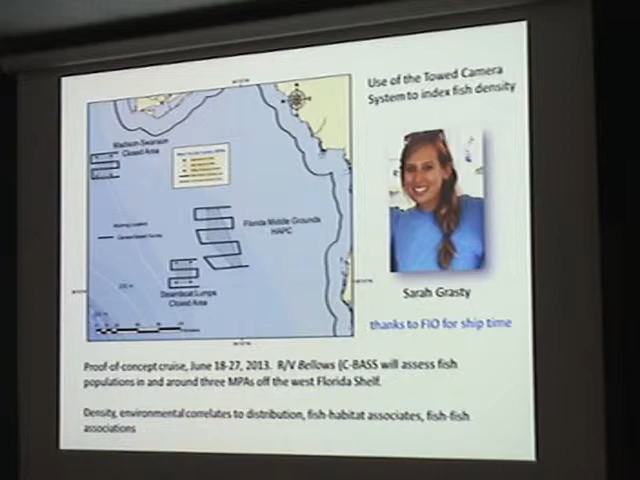 Use of the Towed Camera
System to index fish density
Madison-Swanson
Closed Area
Florida Middle Grounds
HAPC
Steamboat Lumps
Closed Area
Sarah Grasty
thanks to FIO for ship time
Proof-of-concept cruise, June 18-27, 2013. R/V Bellows (C-BASS will assess fish
populations in and around three MPAs off the west Florida Shelf.
Density, environmental correlates to distribution, fish-habitat associates, fish-fish
associations